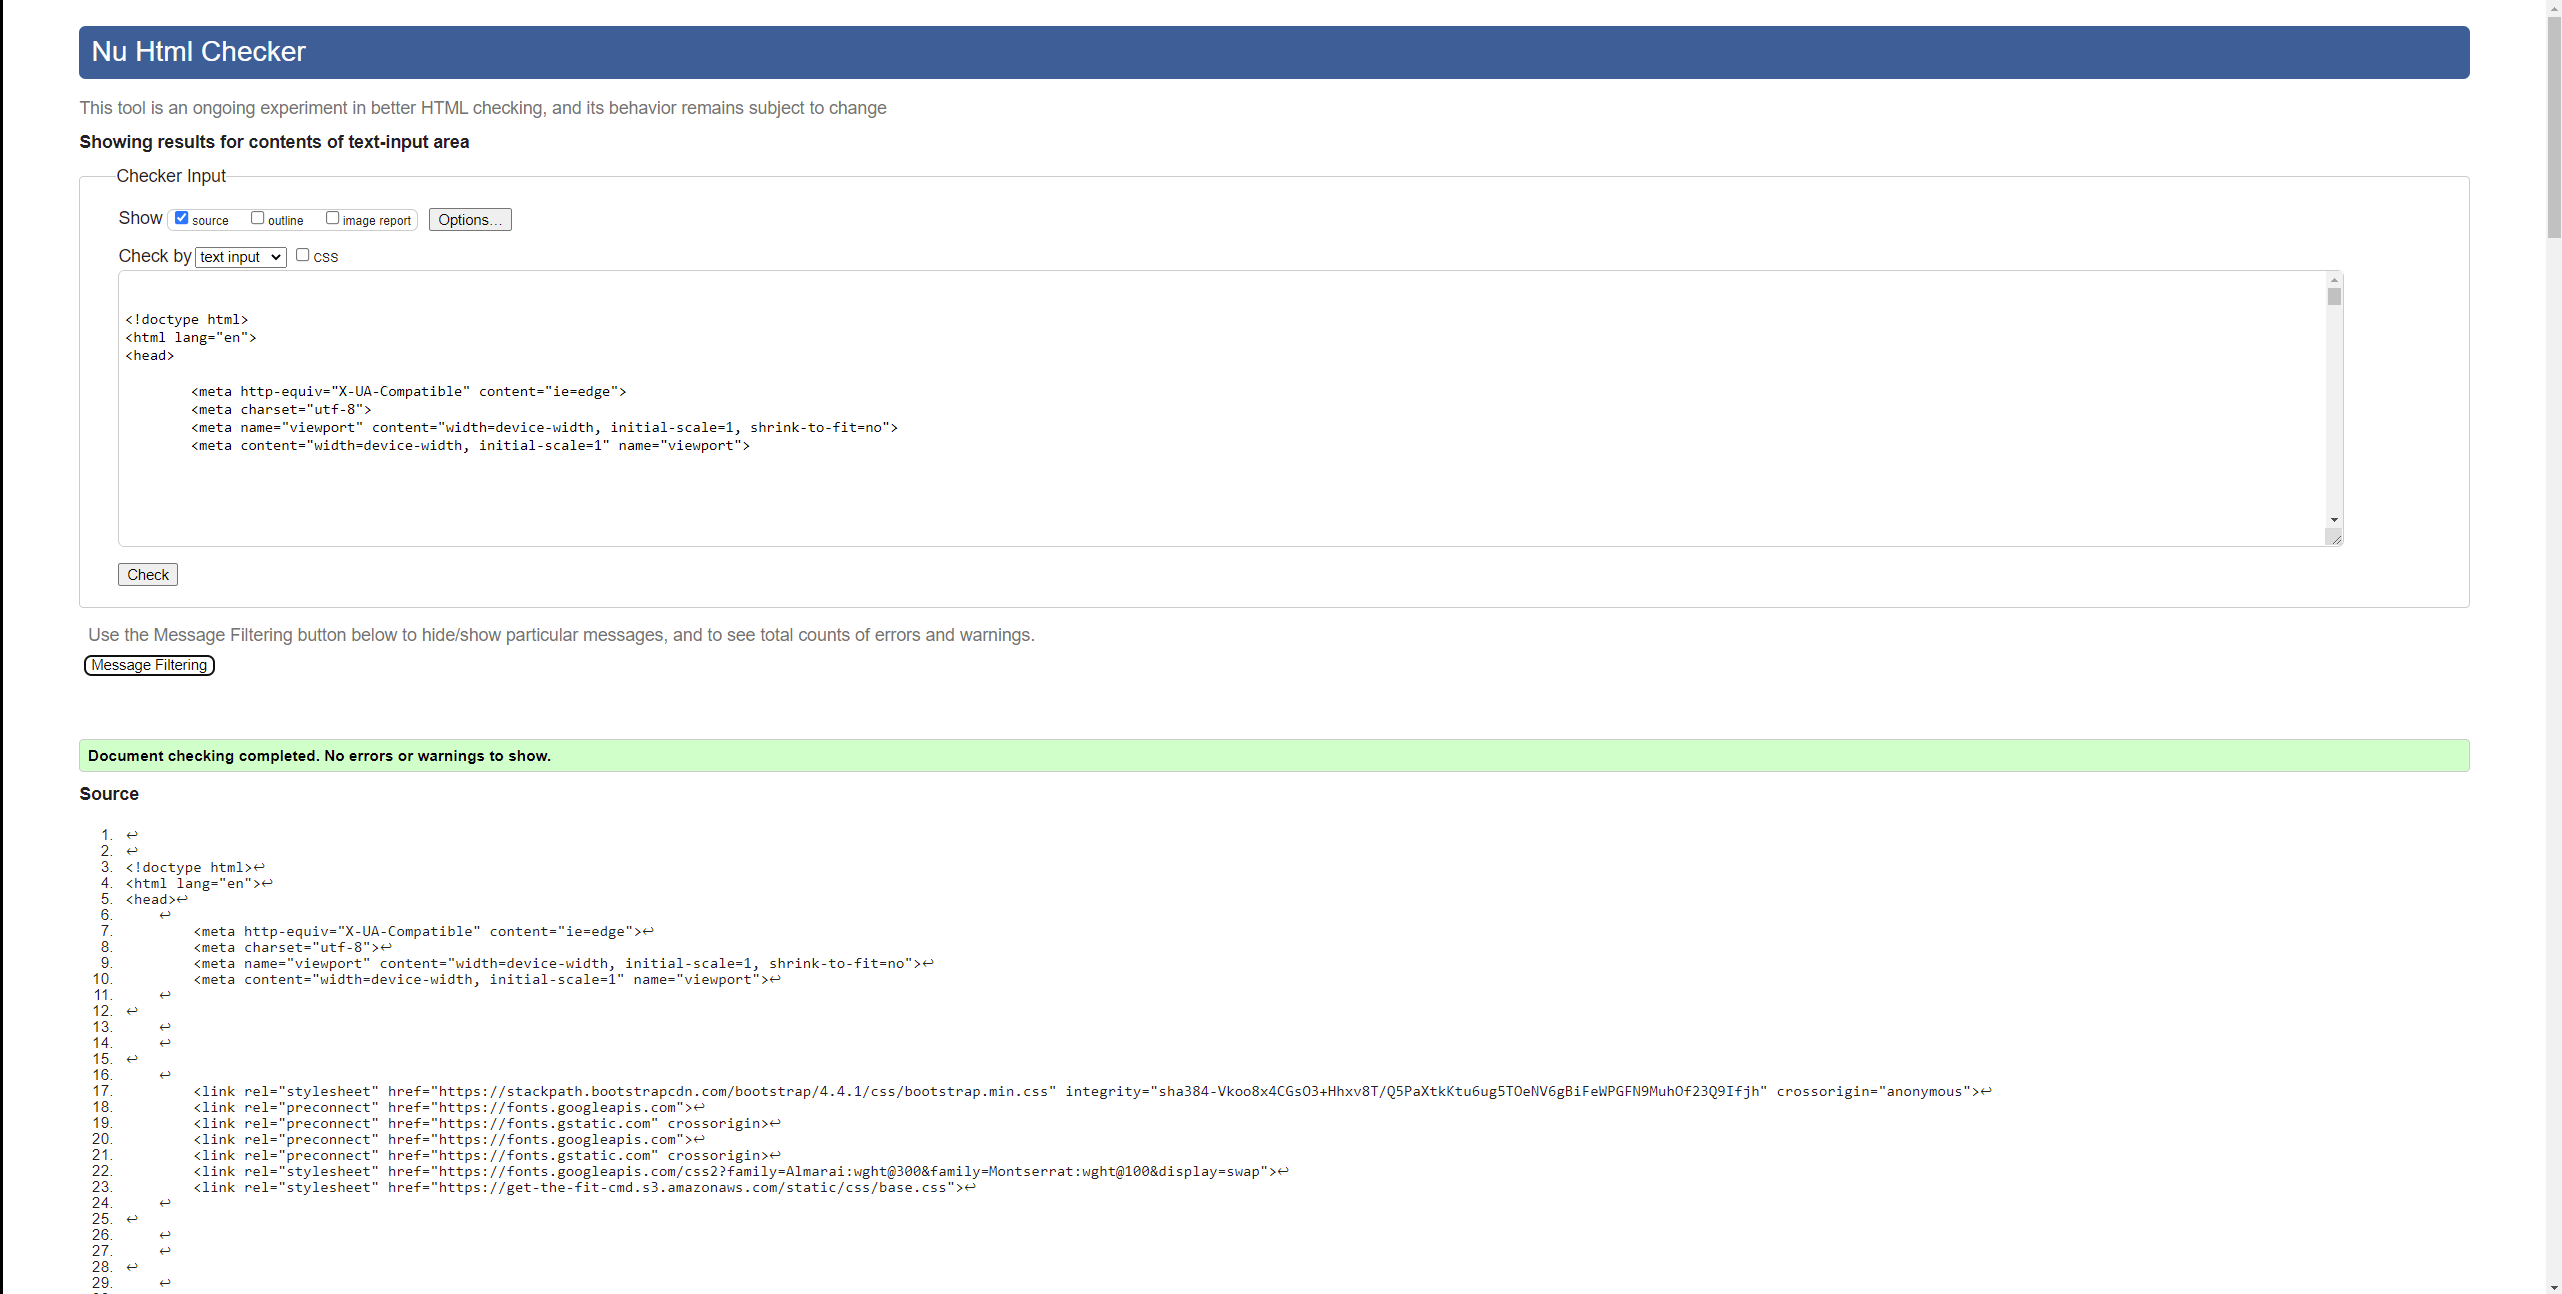 Nu Html Checker
This tool is an ongoing experiment in better HTML checking, and its behavior remains subject to change
Showing results for contents of text-input area
Checker Input
Show source outline image report Options...
Check by text input css
<!doctype html>
<html lang="en">
<head>
<meta http-equiv="X-UA-Compatible" content="ie=edge">
<meta charset="utf-8">
<meta name="viewport" content="width=device-width, initial-scale=1, shrink-to-fit=no">
<meta content="width=device-width, initial-scale=1" name="viewport">
Check
Use the Message Filtering button below to hide/show particular messages, and to see total counts of errors and warnings.
Message Filtering
Document checking completed. No errors or warnings to show.
Source
1. ↩
2. ↩
3. <!doctype html>↩
4. <html lang="en">↩
5. <head>↩
6. ↩
7. <meta http-equiv="X-UA-Compatible" content="ie=edge">↩
8. <meta charset="utf-8">↩
9. <meta name="viewport" content="width=device-width, initial-scale=1, shrink-to-fit=no">↩
10. <meta content="width=device-width, initial-scale=1" name="viewport">↩
11. ↩
12. ↩
13. ↩
14. ↩
15. ↩
16. ↩
17. <link rel="stylesheet" href="https://stackpath.bootstrapcdn.com/bootstrap/4.4.1/css/bootstrap.min.css" integrity="sha384-Vkoo8x4CGsO3+Hhxv8T/Q5PaXtkKtu6ug5TOeNV6gBiFeWPGFN9MuhOf23Q9Ifjh" crossorigin="anonymous">↩
18. <link rel="preconnect" href="https://fonts.googleapis.com">↩
19. <link rel="preconnect" href="https://fonts.gstatic.com" crossorigin>↩
20. <link rel="preconnect" href="https://fonts.googleapis.com">↩
21. <link rel="preconnect" href="https://fonts.gstatic.com" crossorigin>↩
22. <link rel="stylesheet" href="https://fonts.googleapis.com/css2?family=Almarai:wght@300&family=Montserrat:wght@100&display=swap">↩
23. <link rel="stylesheet" href="https://get-the-fit-cmd.s3.amazonaws.com/static/css/base.css">↩
24. ↩
25. ↩
26. ↩
27. ↩
28. ↩
29. ↩